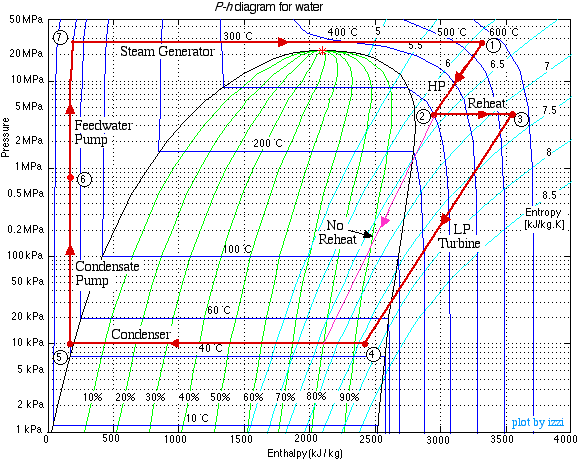 P-h diagram for water
50 MPa
20 MPa
10 MPa
5 MPa
2 MPa
1 MPa
0.5 MPa
0.2 MPa
100 kPa
50 kPa
20 kPa
10 kPa
5 kPa
2 kPa
1 kPa
Pressure
7
300 °C
400 °C
5
500 °C
600 °C
Steam Generator
5.5
6
6.5
1
7
HP
Reheat
7.5
2
3
Feedwater
Pump
200 °C
8
6
8.5
Entropy
[kJ/kg.K]
No
Reheat
LP
Turbine
100 °C
Condensate
Pump
60 °C
Condenser
40 °C
5
4
10% 20% 30% 40% 50% 60% 70% 80% 90%
10 °C
plot by izzi
0 500 1000 1500 2000 2500 3000 3500 4000
Enthalpy [kJ / kg]